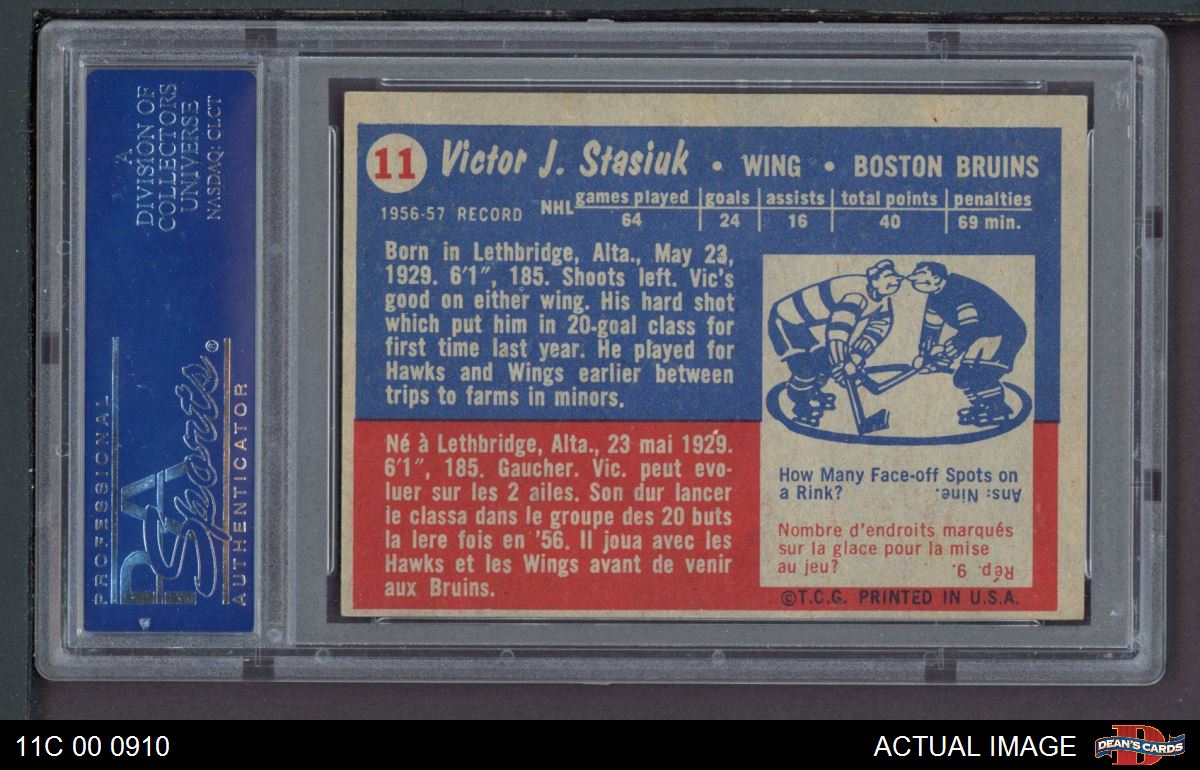 A
DIVISION OF
COLLECTORS
UNIVERSE
NASDAQ: CLCT
PROFESSIONAL
PSA
Sports®
AUTHENTICATOR
11 Victor J. Stasiuk • WING • BOSTON BRUINS
1956-57 RECORD NHL games played goals assists total points penalties
64 24 16 40 69 min.
Born in Lethbridge, Alta., May 23,
1929. 6'1", 185. Shoots left. Vic's
good on either wing. His hard shot
which put him in 20-goal class for
first time last year. He played for
Hawks and Wings earlier between
trips to farms in minors.
Né à Lethbridge, Alta., 23 mai 1929.
6'1", 185. Gaucher. Vic. peut evo-
luer sur les 2 ailes. Son dur lancer
le classa dans le groupe des 20 buts
la lere fois en '56. Il joua avec les
Hawks et les Wings avant de venir
aux Bruins.
How Many Face-off Spots on
a Rink?
Ans: Nine.
Nombre d'endroits marqués
sur la glace pour la mise
au jeu?
Rép. 9.
©T.C.G. PRINTED IN U.S.A.
11C 00 0910
ACTUAL IMAGE
D
DEAN'S CARDS